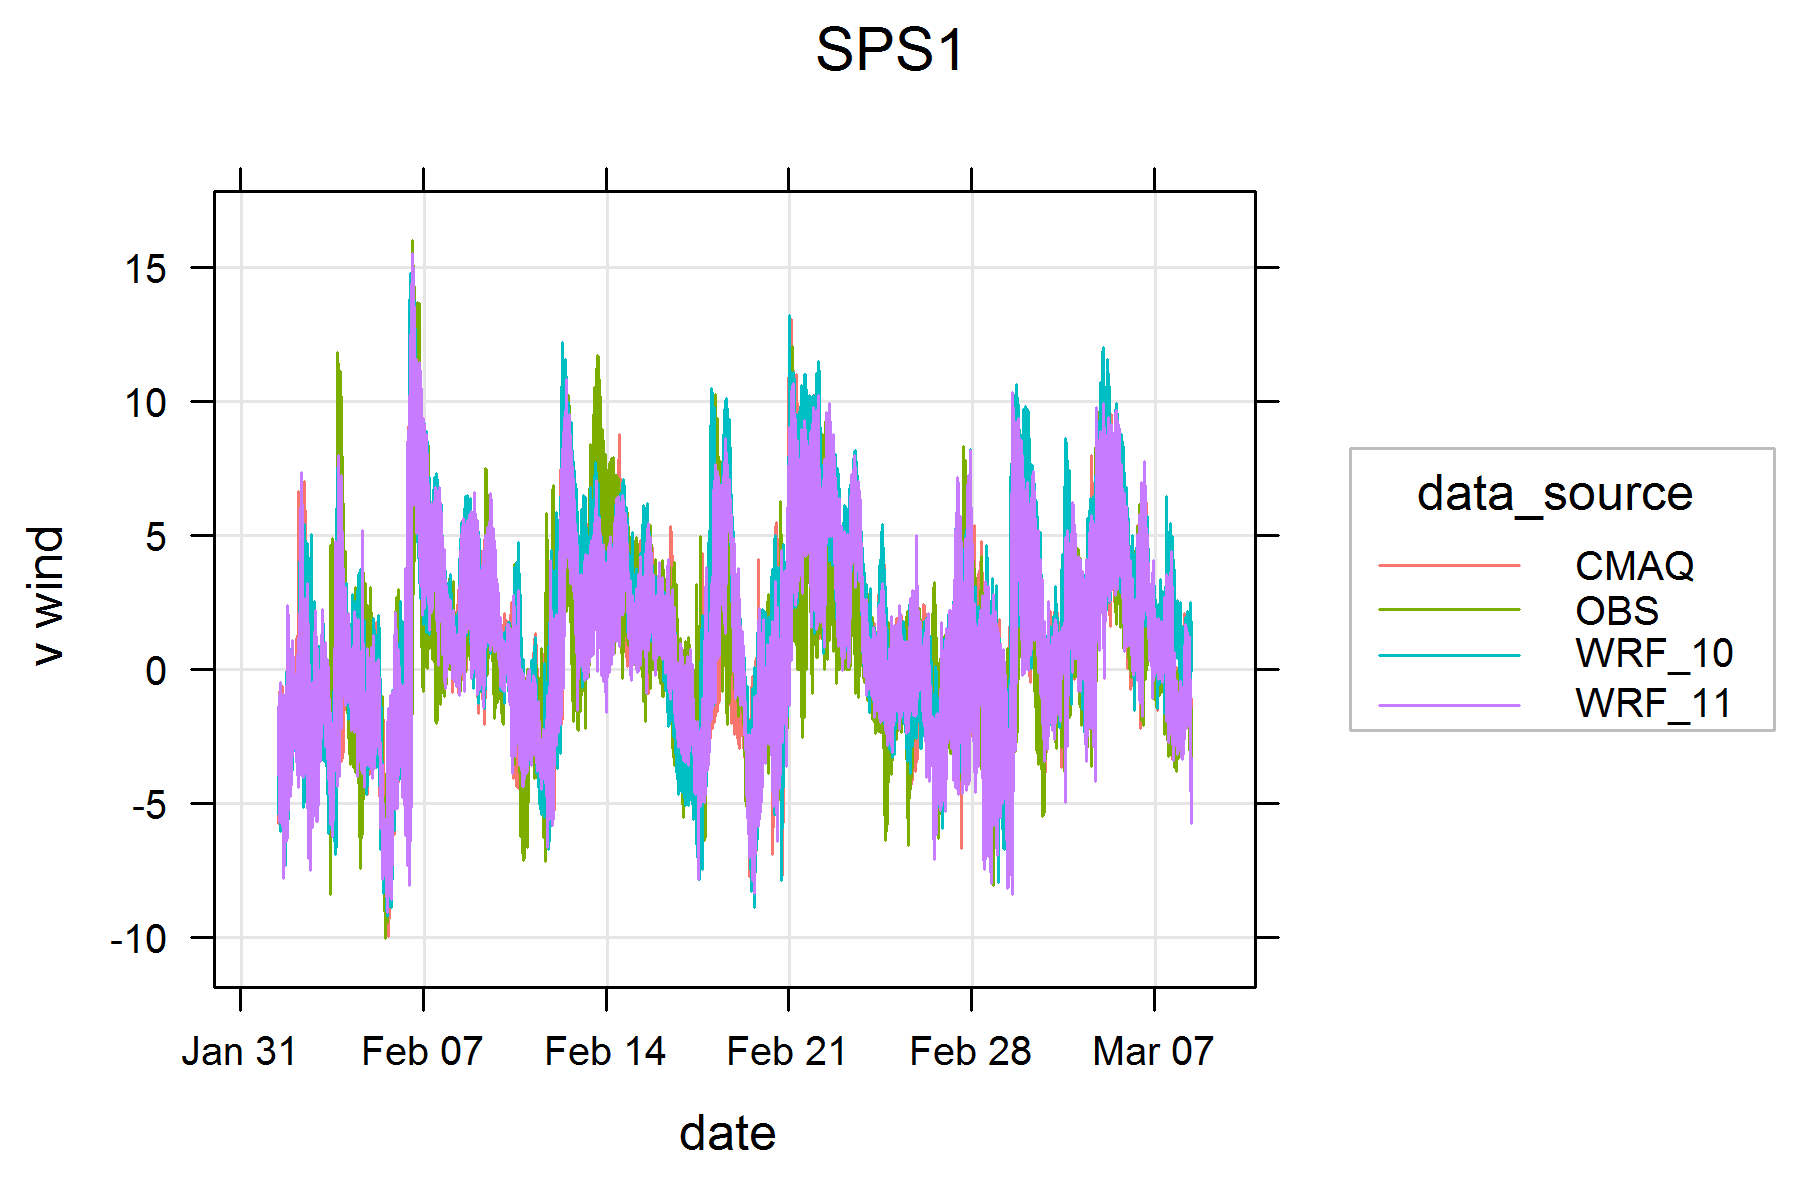 SPS1
15
10
5
0
-5
-10
v wind
Jan 31 Feb 07 Feb 14 Feb 21 Feb 28 Mar 07
date
data_source
CMAQ
OBS
WRF_10
WRF_11